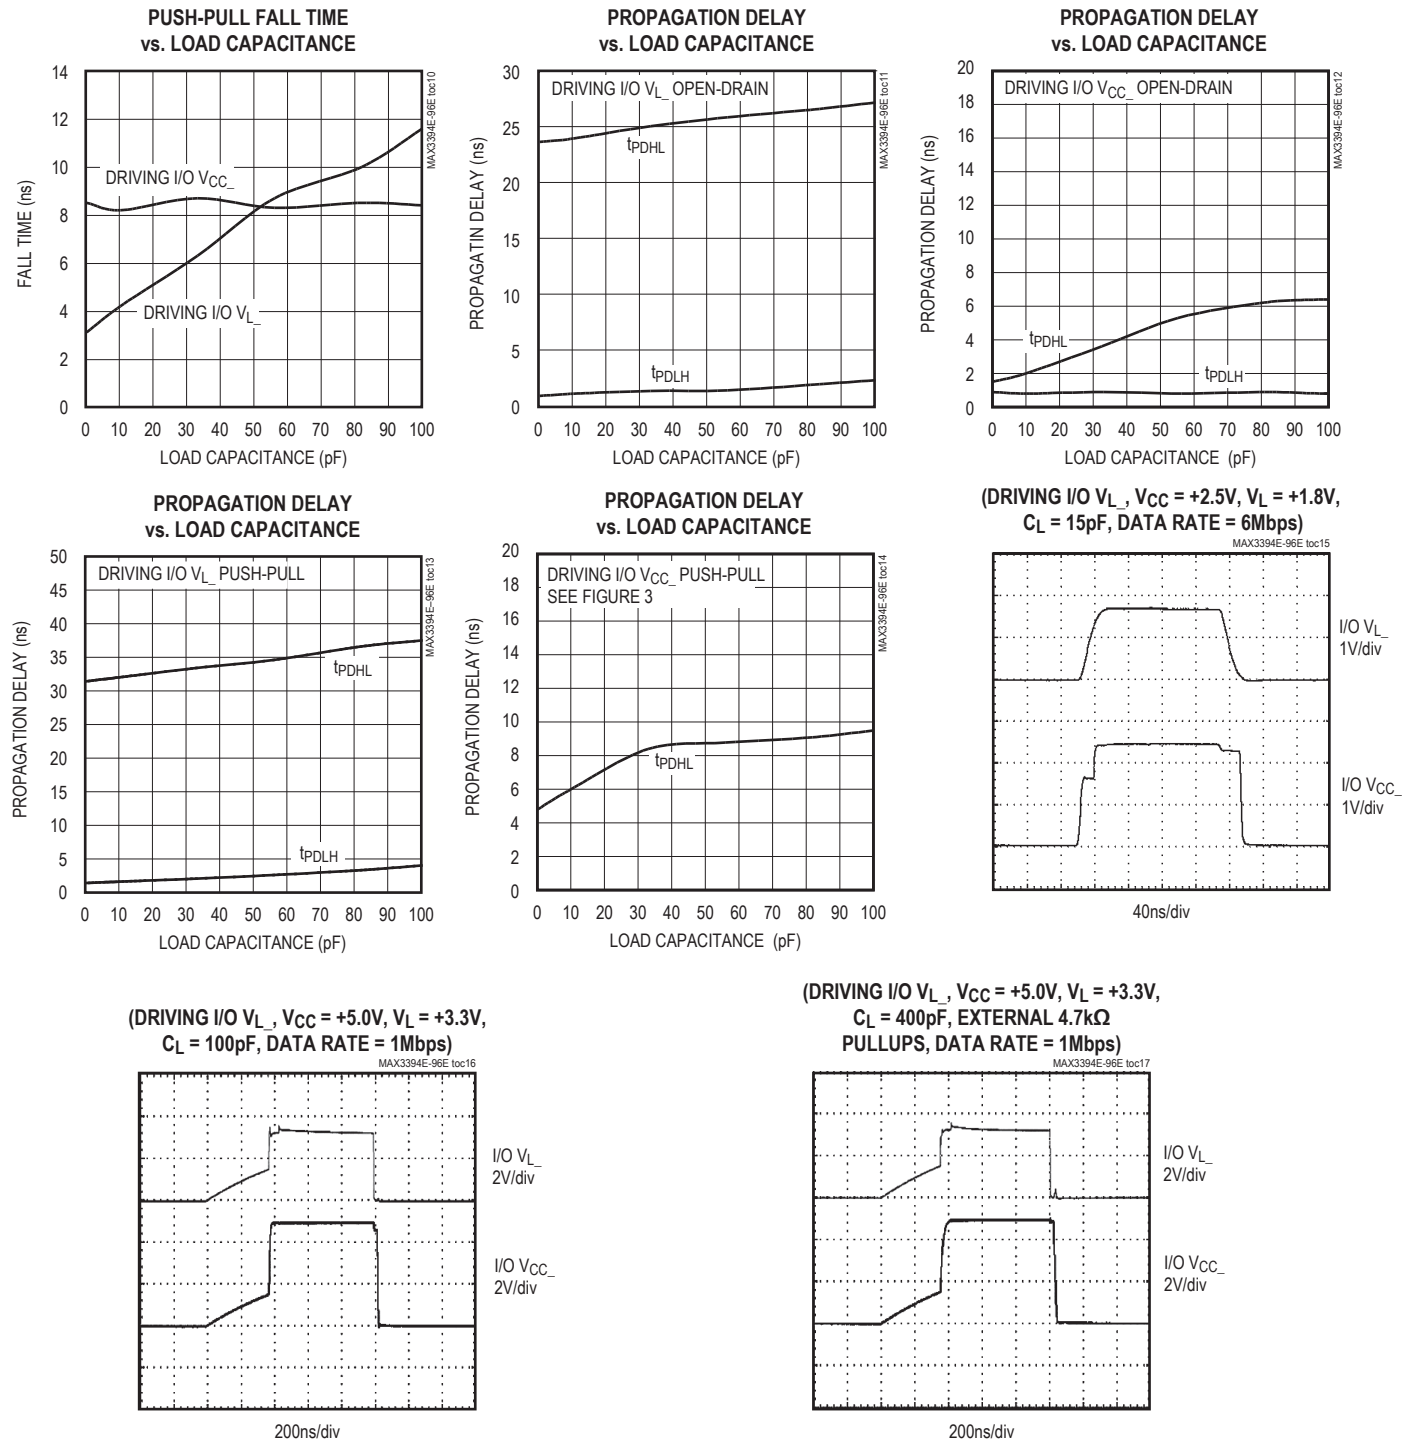 PUSH-PULL FALL TIME
vs. LOAD CAPACITANCE
MAX3394E-96E toc10
14
12
10
8
6
4
2
0
FALL TIME (ns)
DRIVING I/O VCC_
DRIVING I/O VL_
0 10 20 30 40 50 60 70 80 90 100
LOAD CAPACITANCE (pF)
PROPAGATION DELAY
vs. LOAD CAPACITANCE
MAX3394E-96E toc11
30
25
20
15
10
5
0
PROPAGATIN DELAY (ns)
DRIVING I/O VL_ OPEN-DRAIN
tPDHL
tPDLH
0 10 20 30 40 50 60 70 80 90 100
LOAD CAPACITANCE (pF)
PROPAGATION DELAY
vs. LOAD CAPACITANCE
MAX3394E-96E toc12
20
18
16
14
12
10
8
6
4
2
0
PROPAGATION DELAY (ns)
DRIVING I/O VCC_ OPEN-DRAIN
tPDHL
tPDLH
0 10 20 30 40 50 60 70 80 90 100
LOAD CAPACITANCE (pF)
PROPAGATION DELAY
vs. LOAD CAPACITANCE
MAX3394E-96E toc13
50
45
40
35
30
25
20
15
10
5
0
PROPAGATION DELAY (ns)
DRIVING I/O VL_ PUSH-PULL
tPDHL
tPDLH
0 10 20 30 40 50 60 70 80 90 100
LOAD CAPACITANCE (pF)
PROPAGATION DELAY
vs. LOAD CAPACITANCE
MAX3394E-96E toc14
20
18
16
14
12
10
8
6
4
2
0
PROPAGATION DELAY (ns)
DRIVING I/O VCC_ PUSH-PULL
SEE FIGURE 3
tPDHL
0 10 20 30 40 50 60 70 80 90 100
LOAD CAPACITANCE (pF)
(DRIVING I/O VL_, VCC = +2.5V, VL = +1.8V,
CL = 15pF, DATA RATE = 6Mbps)
MAX3394E-96E toc15
I/O VL_
1V/div
I/O VCC_
1V/div
40ns/div
(DRIVING I/O VL_, VCC = +5.0V, VL = +3.3V,
CL = 100pF, DATA RATE = 1Mbps)
MAX3394E-96E toc16
I/O VL_
2V/div
I/O VCC_
2V/div
200ns/div
(DRIVING I/O VL_, VCC = +5.0V, VL = +3.3V,
CL = 400pF, EXTERNAL 4.7kΩ
PULLUPS, DATA RATE = 1Mbps)
MAX3394E-96E toc17
I/O VL_
2V/div
I/O VCC_
2V/div
200ns/div